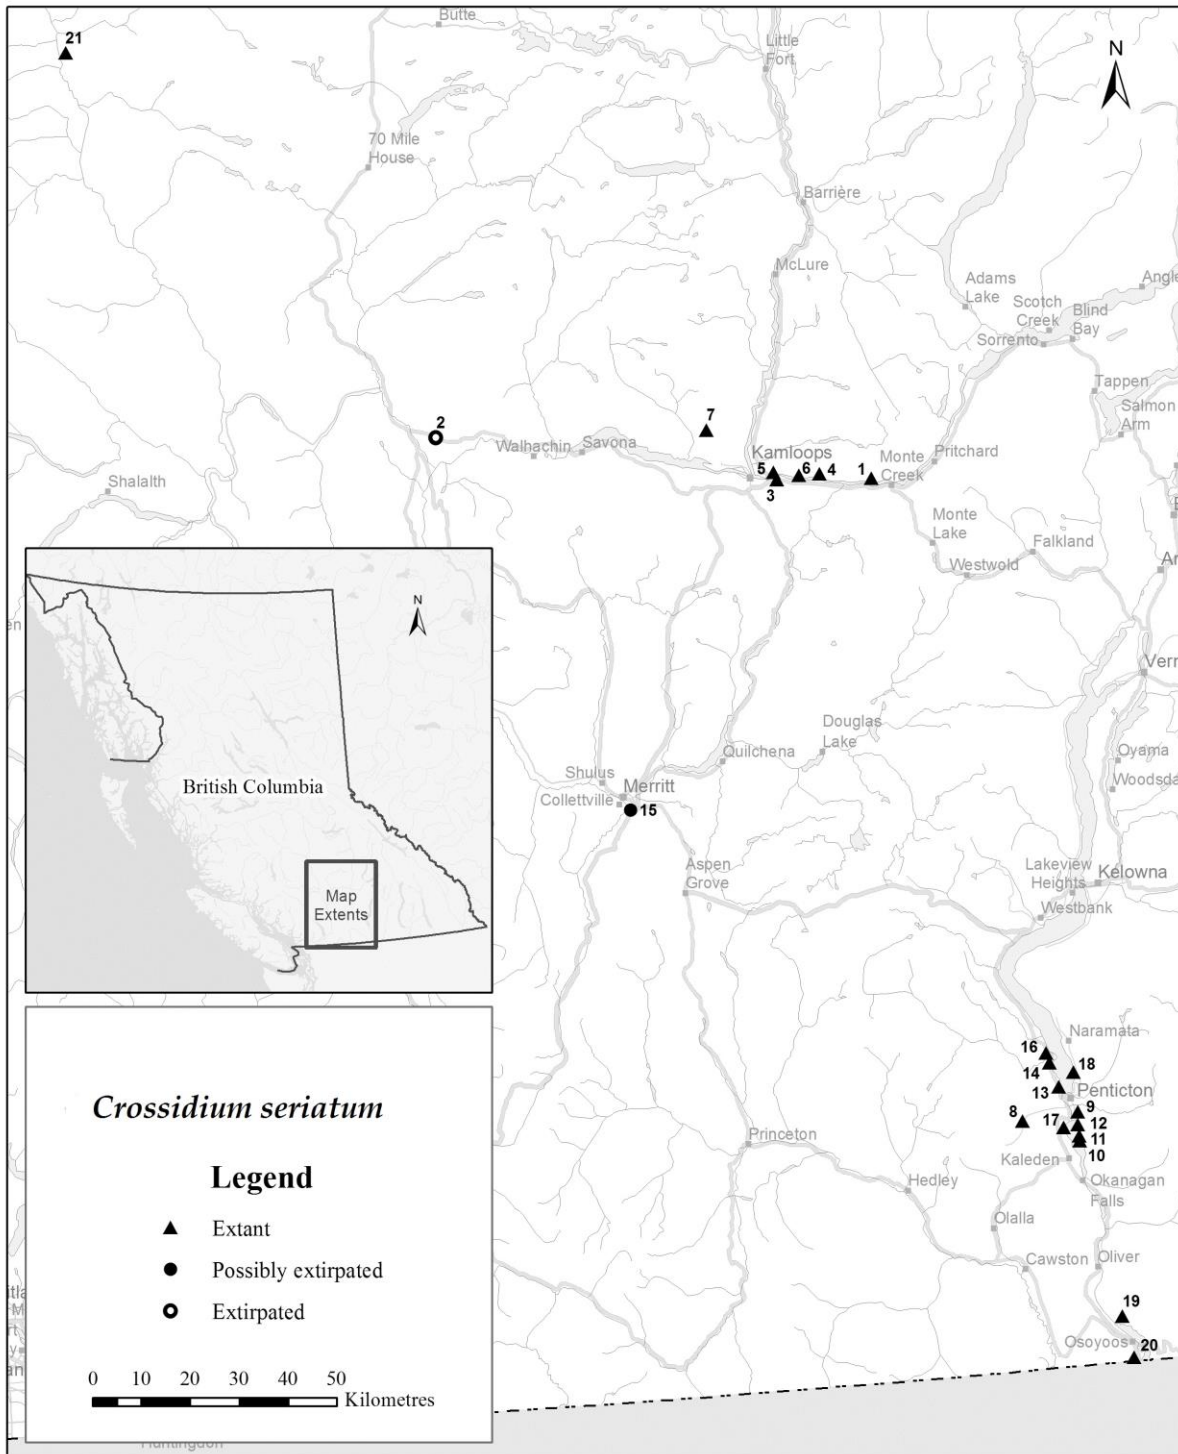 Butte
21
Little
Fort
N
70 Mile
House
Barrière
McLure
Adams
Lake
Scotch
Creek
Blind
Bay
Sorrento
Angle
Tappen
Salmon
Arm
2
7
Walhachin
Savona
Kamloops
5
3
6
4
1
Monte
Creek
Pritchard
Shalalth
Monte
Lake
Falkland
Westwold
Ar
Vern
N
British Columbia
Map
Extents
Douglas
Lake
Quilchena
Oyama
Woodsda
Shulus
Merritt
Collettville
15
Aspen
Grove
Lakeview
Heights
Kelowna
Westbank
Naramata
16
14
18
13
Penticton
9
8
17
12
11
10
Princeton
Kaleden
Hedley
Okanagan
Falls
Olalla
Cawston
Oliver
19
Osoyoos
20
Crossidium seriatum
Legend
Extant
Possibly extirpated
Extirpated
0 10 20 30 40 50
Kilometres
Huntingdon